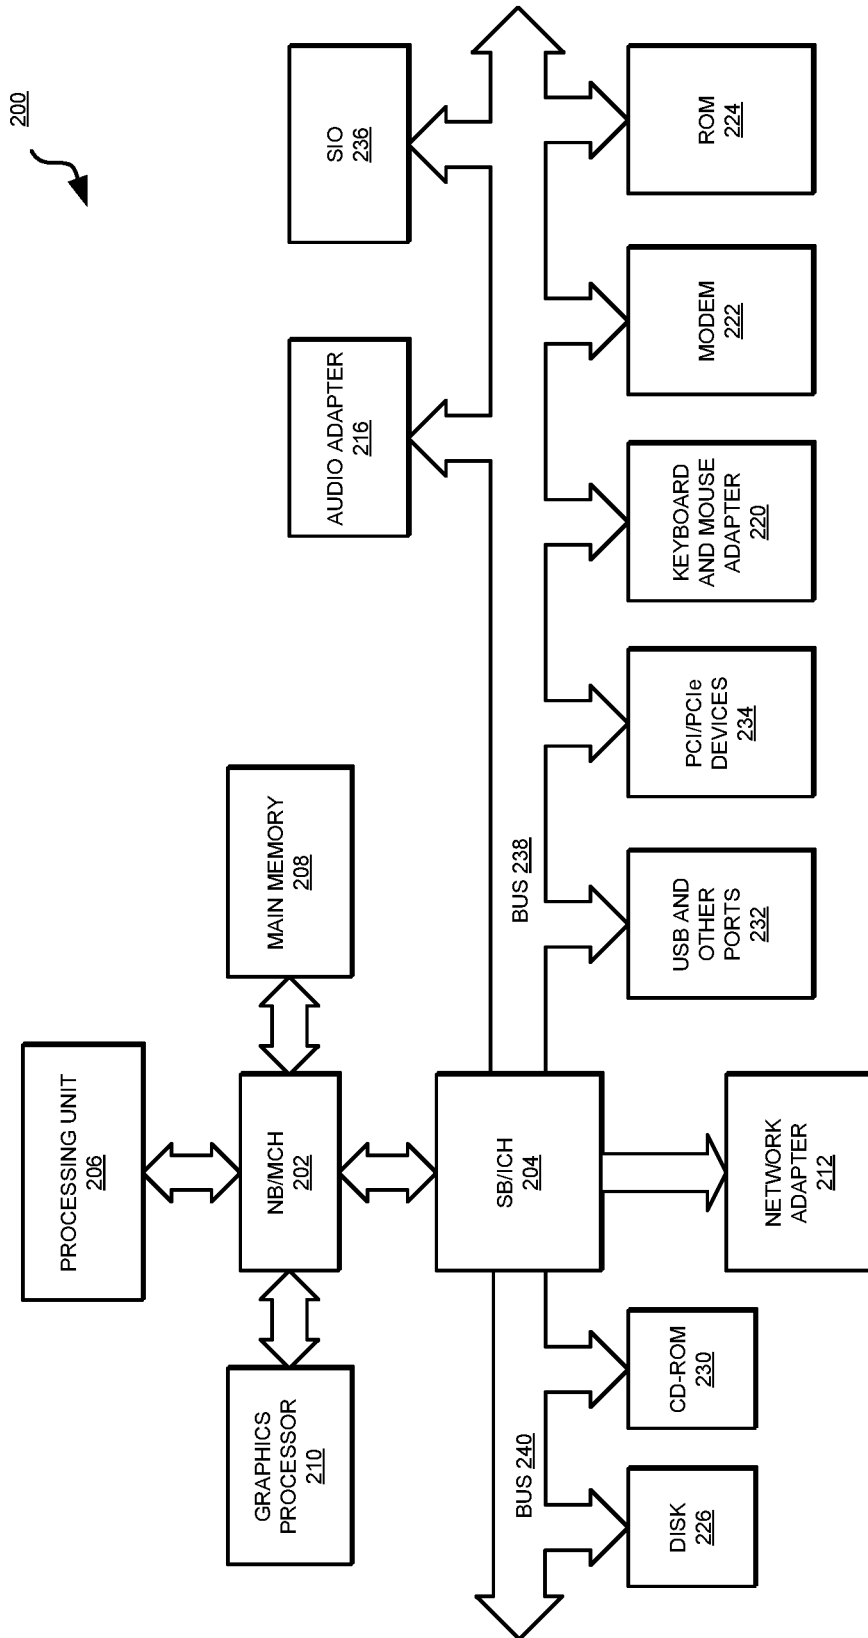 200
PROCESSING UNIT
206
GRAPHICS
PROCESSOR
210
NB/MCH
202
MAIN MEMORY
208
AUDIO ADAPTER
216
SIO
236
SB/ICH
204
BUS 240
BUS 238
DISK
226
CD-ROM
230
NETWORK
ADAPTER
212
USB AND
OTHER
PORTS
232
PCI/PCIe
DEVICES
234
KEYBOARD
AND MOUSE
ADAPTER
220
MODEM
222
ROM
224